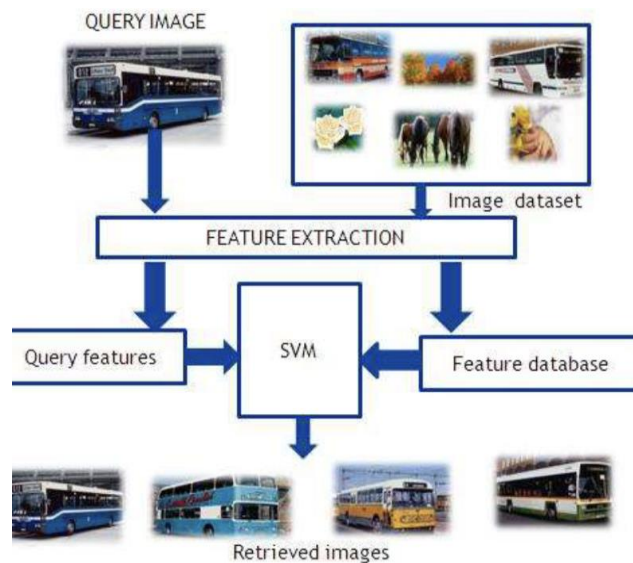 QUERY IMAGE
Image dataset
FEATURE EXTRACTION
Query features
SVM
Feature database
Retrieved images